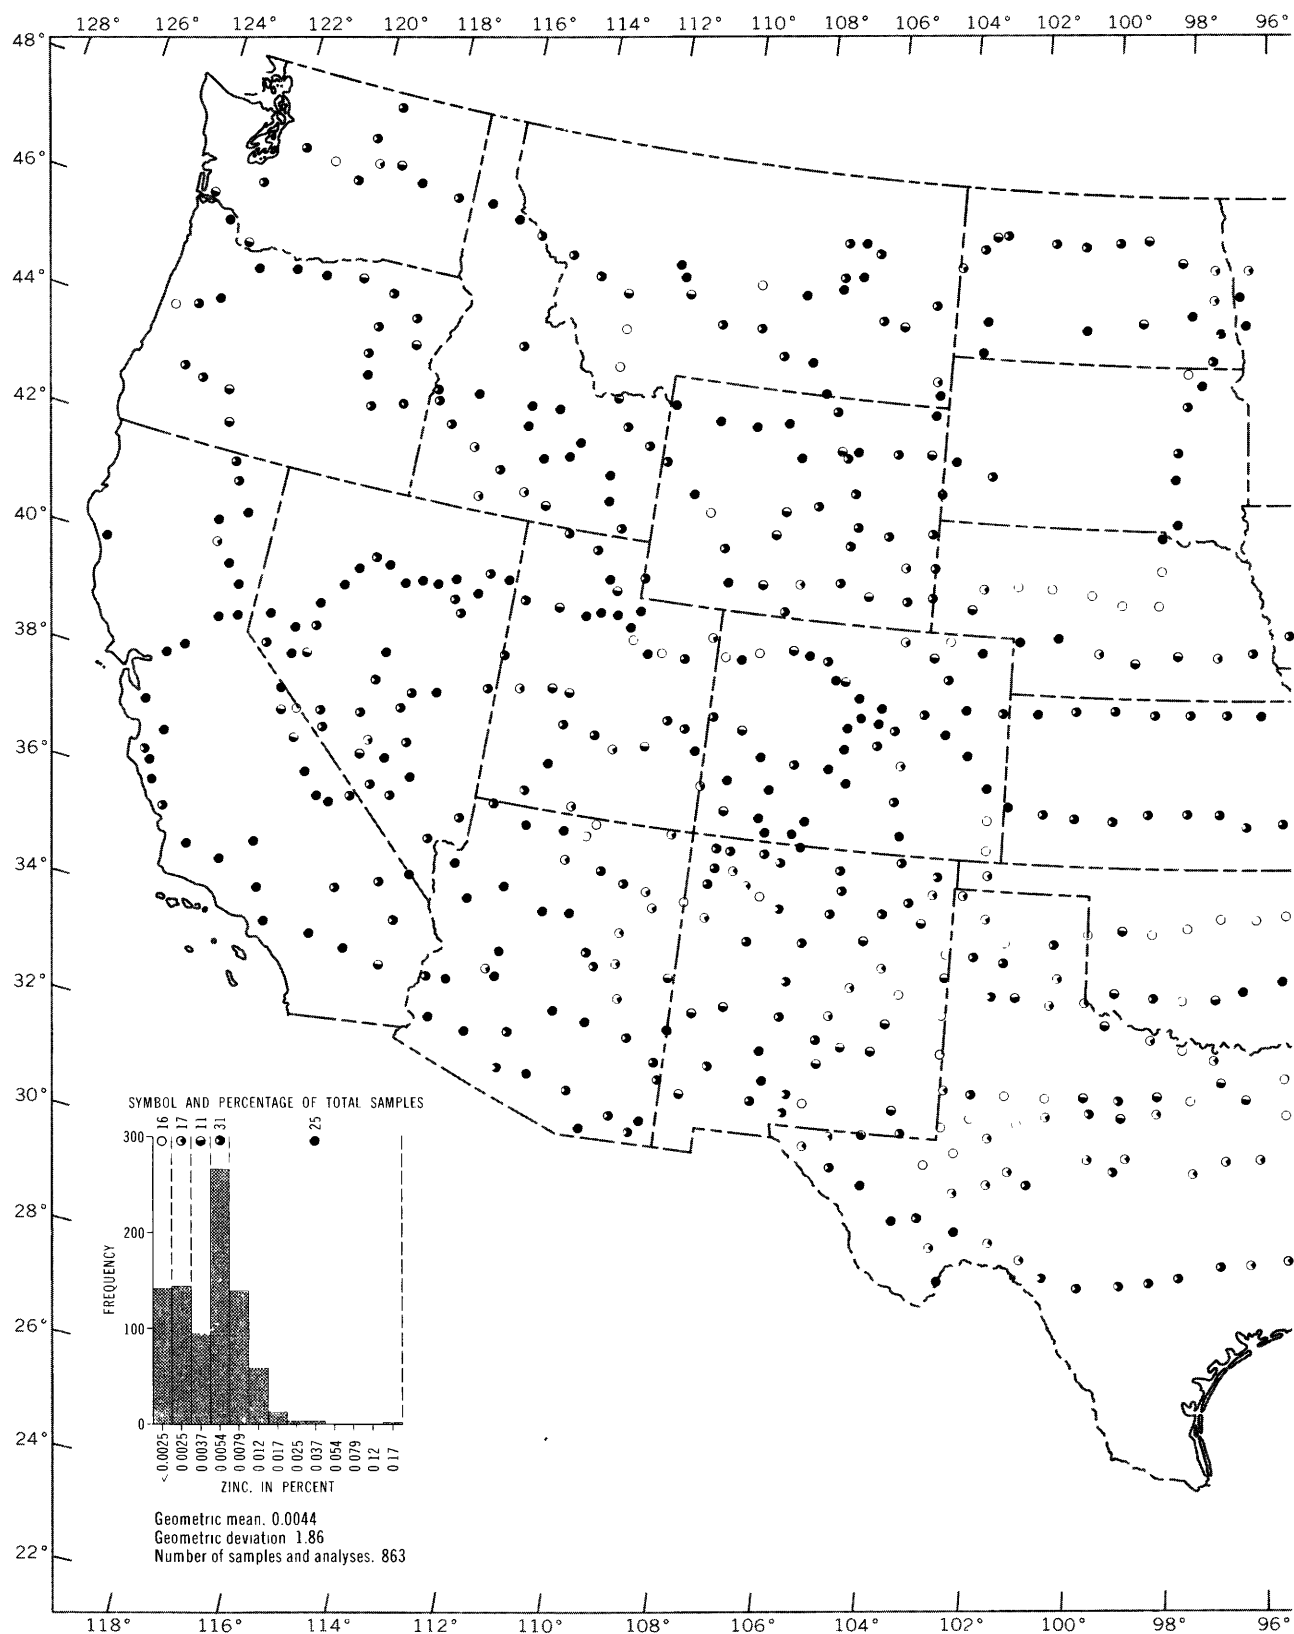 128° 126° 124° 122° 120° 118° 116° 114° 112° 110° 108° 106° 104° 102° 100° 98° 96°
48°
46°
44°
42°
40°
38°
36°
34°
32°
30°
28°
26°
24°
22°
SYMBOL AND PERCENTAGE OF TOTAL SAMPLES
16 17 11 31 25
300
200
100
0
FREQUENCY
<0.0025 0.0025 0.0037 0.0054 0.0079 0.012 0.017 0.025 0.037 0.054 0.079 0.12 0.17
ZINC, IN PERCENT
Geometric mean. 0.0044
Geometric deviation 1.86
Number of samples and analyses. 863
118° 114° 112° 110° 108° 106° 104° 102° 100° 98° 96°